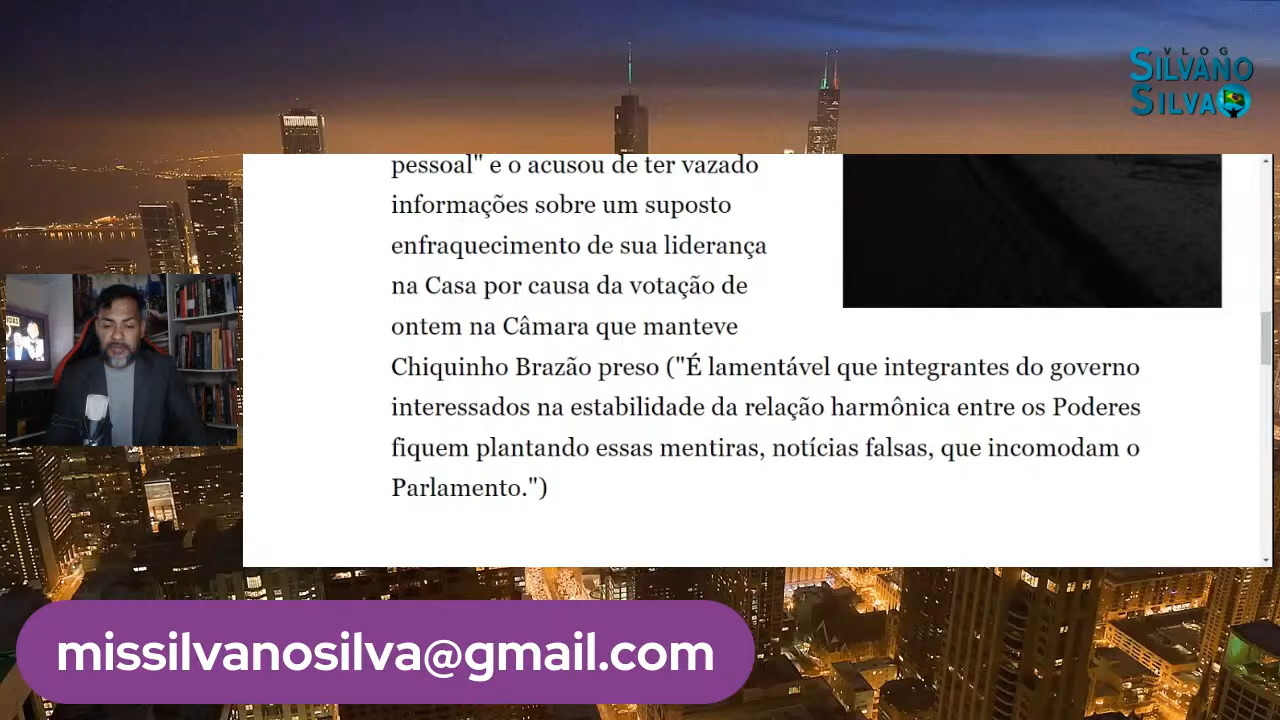 VLOG
SILVANO
SILVA
pessoal" e o acusou de ter vazado
informações sobre um suposto
enfraquecimento de sua liderança
na Casa por causa da votação de
ontem na Câmara que manteve
Chiquinho Brazão preso ("É lamentável que integrantes do governo
interessados na estabilidade da relação harmônica entre os Poderes
fiquem plantando essas mentiras, notícias falsas, que incomodam o
Parlamento.")
missilvanosilva@gmail.com